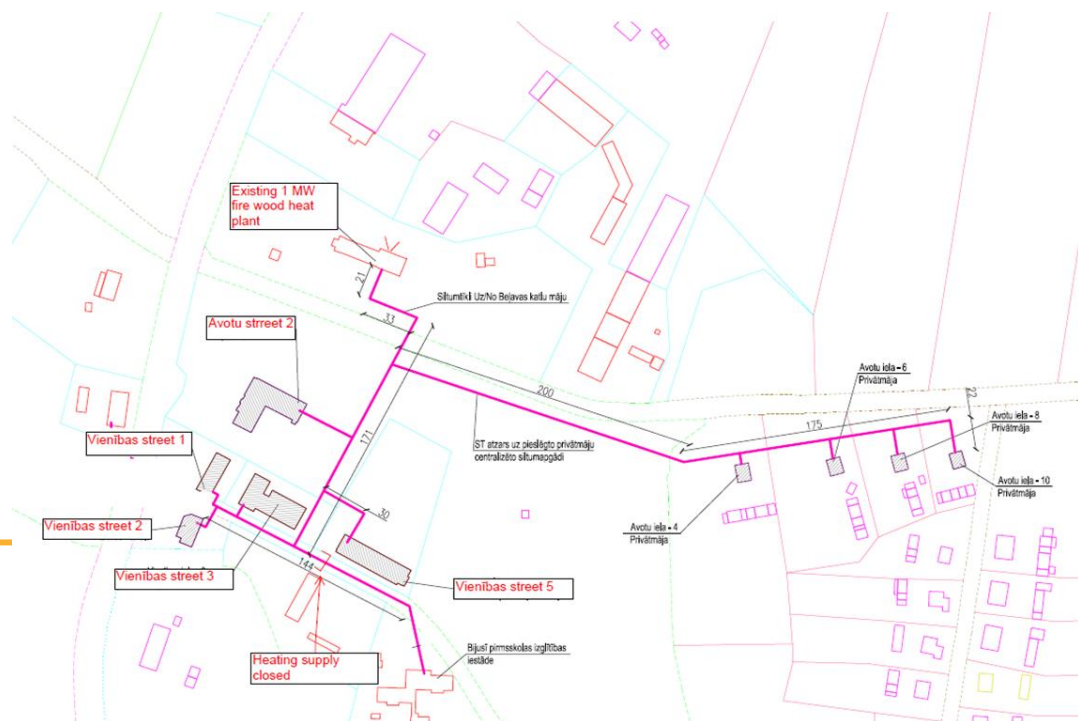 Existing 1 MW
fire wood heat
plant
21
Siltumtīkli Uz/No Beļavas katlu māju
33
Avotu strreet 2
Avotu iela - 6
Privātmāja
200
22
175
Avotu iela - 8
Privātmāja
171
Vienības street 1
ST atzars uz pieslēgto privātmāju
centralizēto siltumapgādi
Avotu iela - 10
Privātmāja
30
Vienības street 2
Avotu iela - 4
Privātmāja
144
Vienības street 3
Vienības street 5
Heating supply
closed
Bijusī pirmsskolas izglītības
iestāde